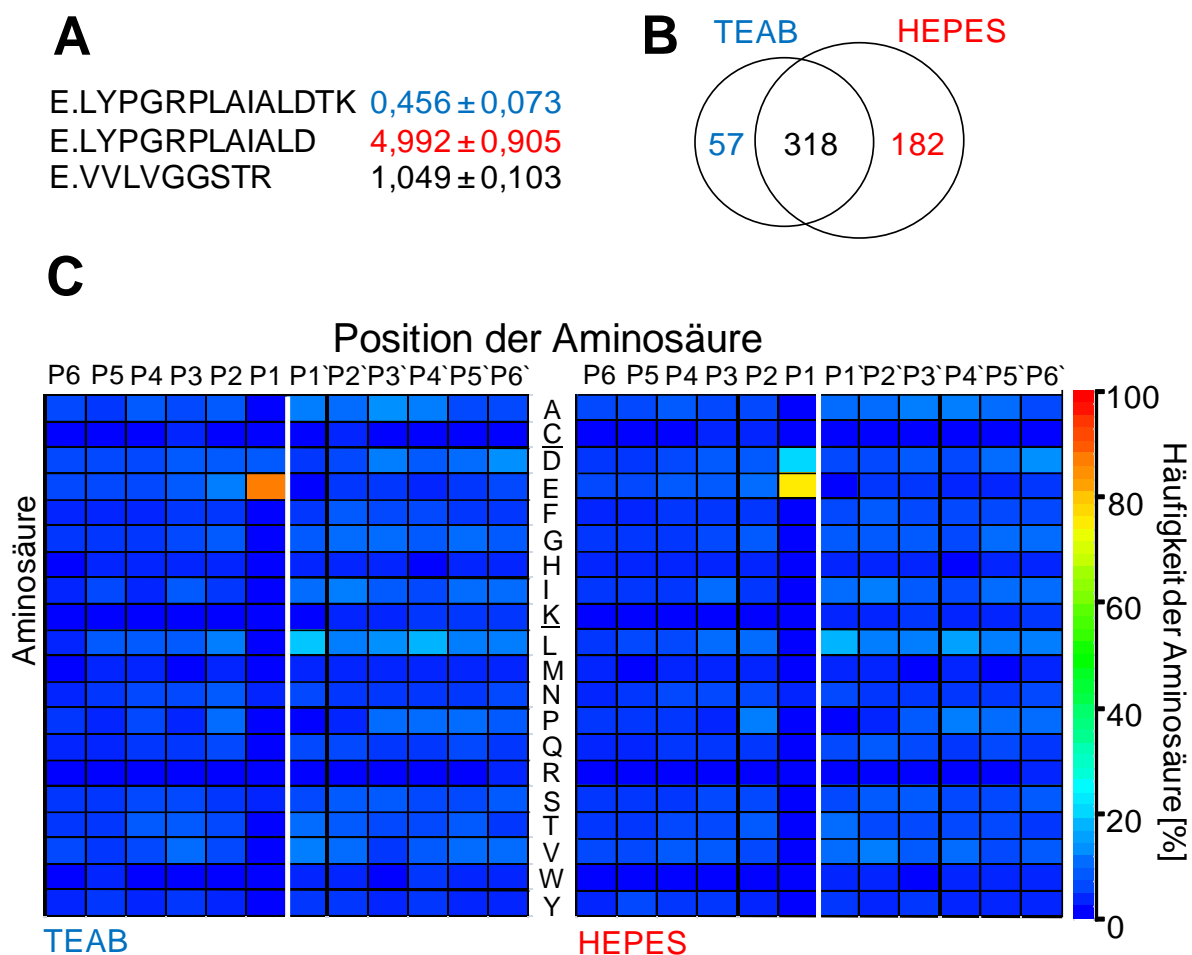 A
E.LYPGRPLAIALDTK 0,456 ± 0,073
E.LYPGRPLAIALD 4,992 ± 0,905
E.VVLVGGSTR 1,049 ± 0,103
B
TEAB HEPES
57 318 182
C
Position der Aminosäure
P6 P5 P4 P3 P2 P1 P1` P2` P3` P4` P5` P6` P6 P5 P4 P3 P2 P1 P1` P2` P3` P4` P5` P6`
Aminosäure
A
C
D
E
F
G
H
I
K
L
M
N
P
Q
R
S
T
V
W
Y
100
80
60
40
20
0
Häufigkeit der Aminosäure [%]
TEAB
HEPES